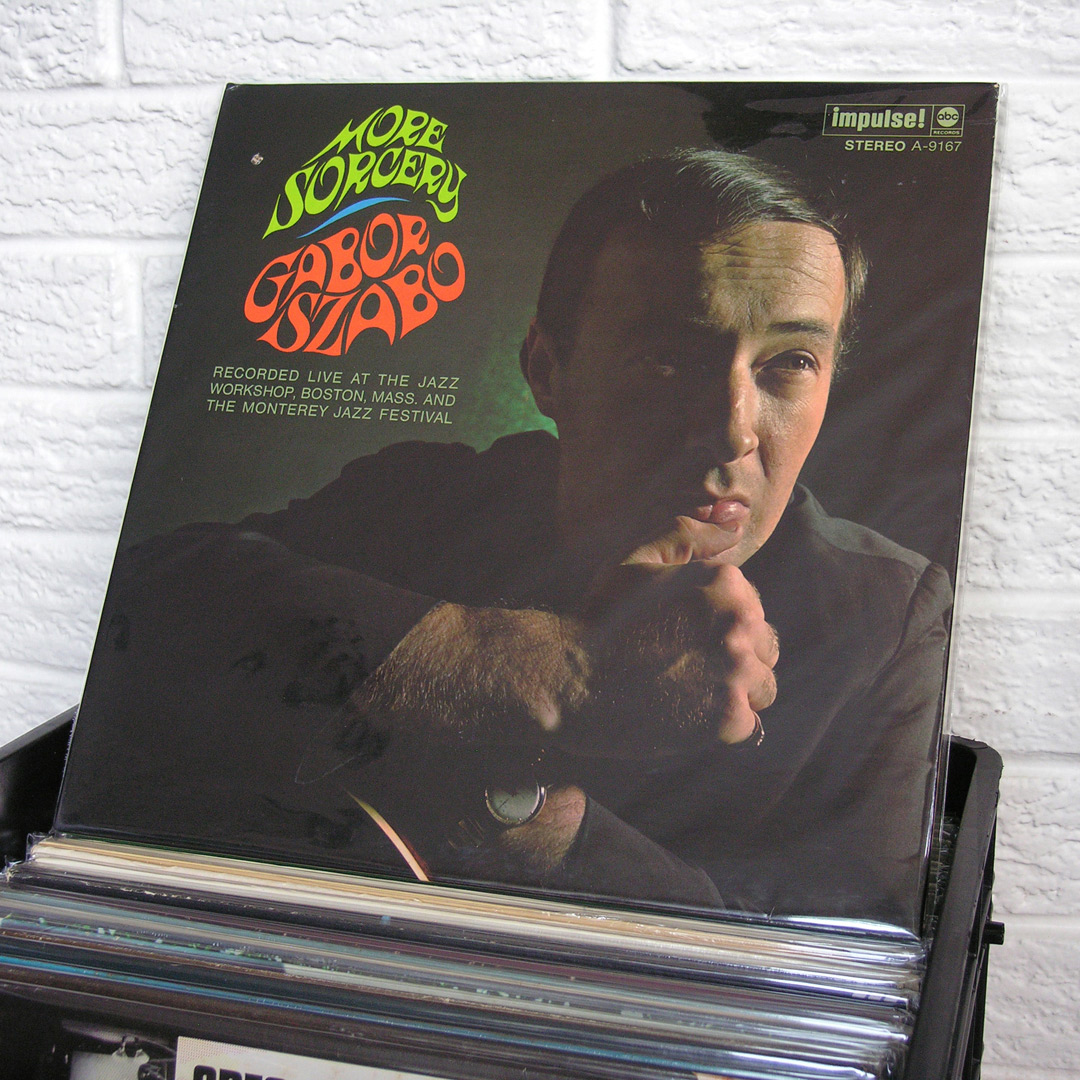 MORE
SORCERY
GABOR
SZABO
RECORDED LIVE AT THE JAZZ
WORKSHOP, BOSTON, MASS. AND
THE MONTEREY JAZZ FESTIVAL
impulse! abc
RECORDS
STEREO A-9167